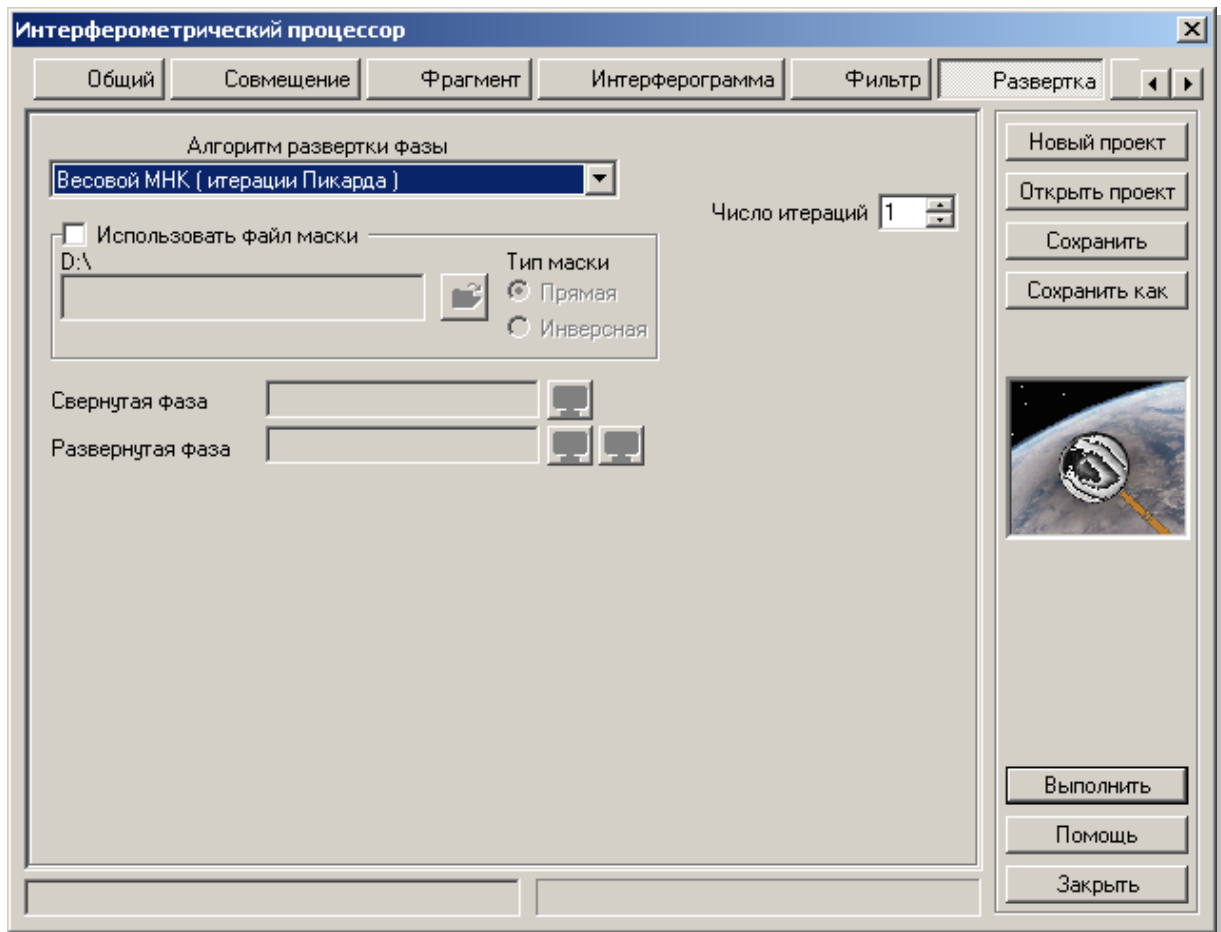 Интерферометрический процессор
Общий Совмещение Фрагмент Интерферограмма Фильтр Развертка
Алгоритм развертки фазы
Весовой МНК ( итерации Пикарда )
Число итераций 1
Использовать файл маски
D:\ Тип маски
Прямая
Инверсная
Свернутая фаза
Развернутая фаза
Новый проект
Открыть проект
Сохранить
Сохранить как
Выполнить
Помощь
Закрыть